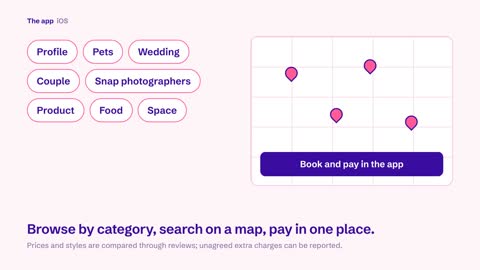 The app iOS
Profile
Pets
Wedding
Couple
Snap photographers
Product
Food
Space
Book and pay in the app
Browse by category, search on a map, pay in one place.
Prices and styles are compared through reviews; unagreed extra charges can be reported.